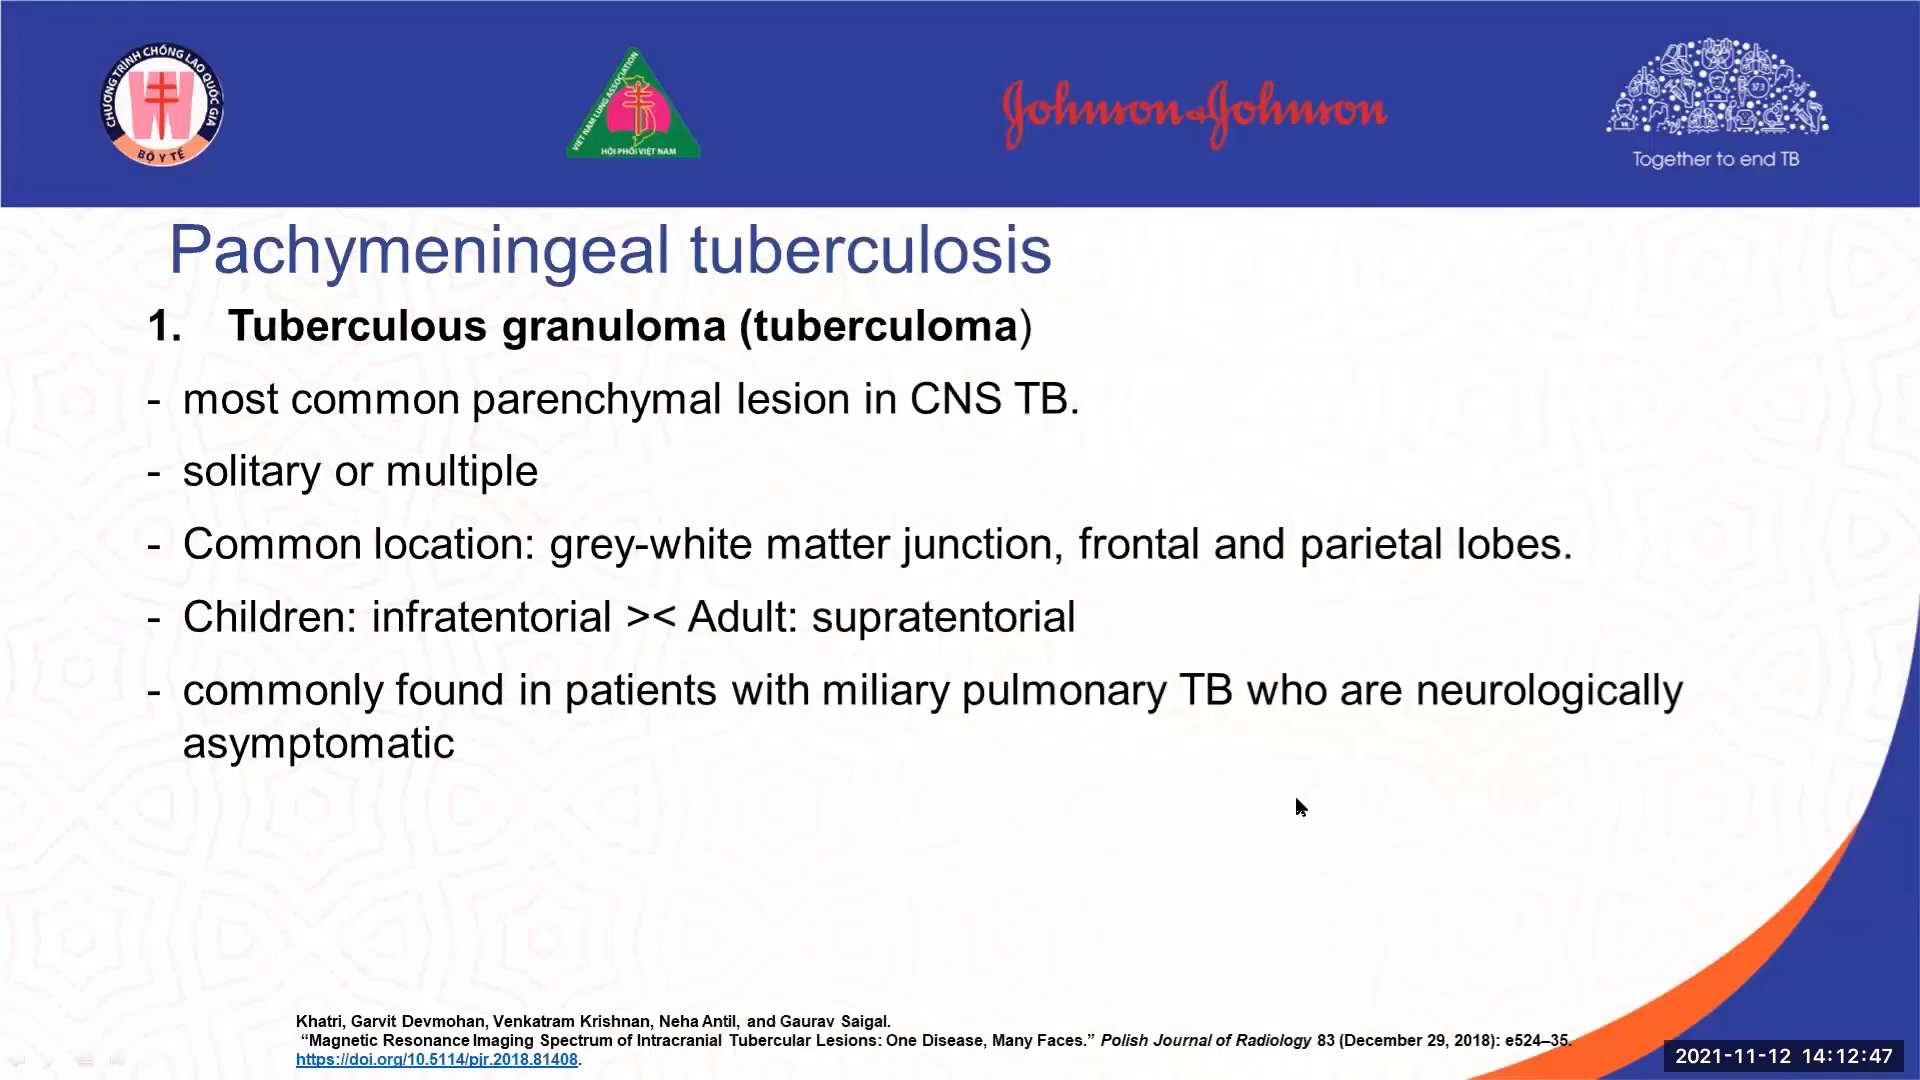 CHƯƠNG TRÌNH CHỐNG LAO QUỐC GIA
BỘ Y TẾ
VIET NAM LUNG ASSOCIATION
HỘI PHỔI VIỆT NAM
Johnson & Johnson
Together to end TB
Pachymeningeal tuberculosis
1. Tuberculous granuloma (tuberculoma)
- most common parenchymal lesion in CNS TB.
- solitary or multiple
- Common location: grey-white matter junction, frontal and parietal lobes.
- Children: infratentorial >< Adult: supratentorial
- commonly found in patients with miliary pulmonary TB who are neurologically
asymptomatic
Khatri, Garvit Devmohan, Venkatram Krishnan, Neha Antil, and Gaurav Saigal.
“Magnetic Resonance Imaging Spectrum of Intracranial Tubercular Lesions: One Disease, Many Faces.” Polish Journal of Radiology 83 (December 29, 2018): e524–35.
https://doi.org/10.5114/pjr.2018.81408.
2021-11-12 14:12:47